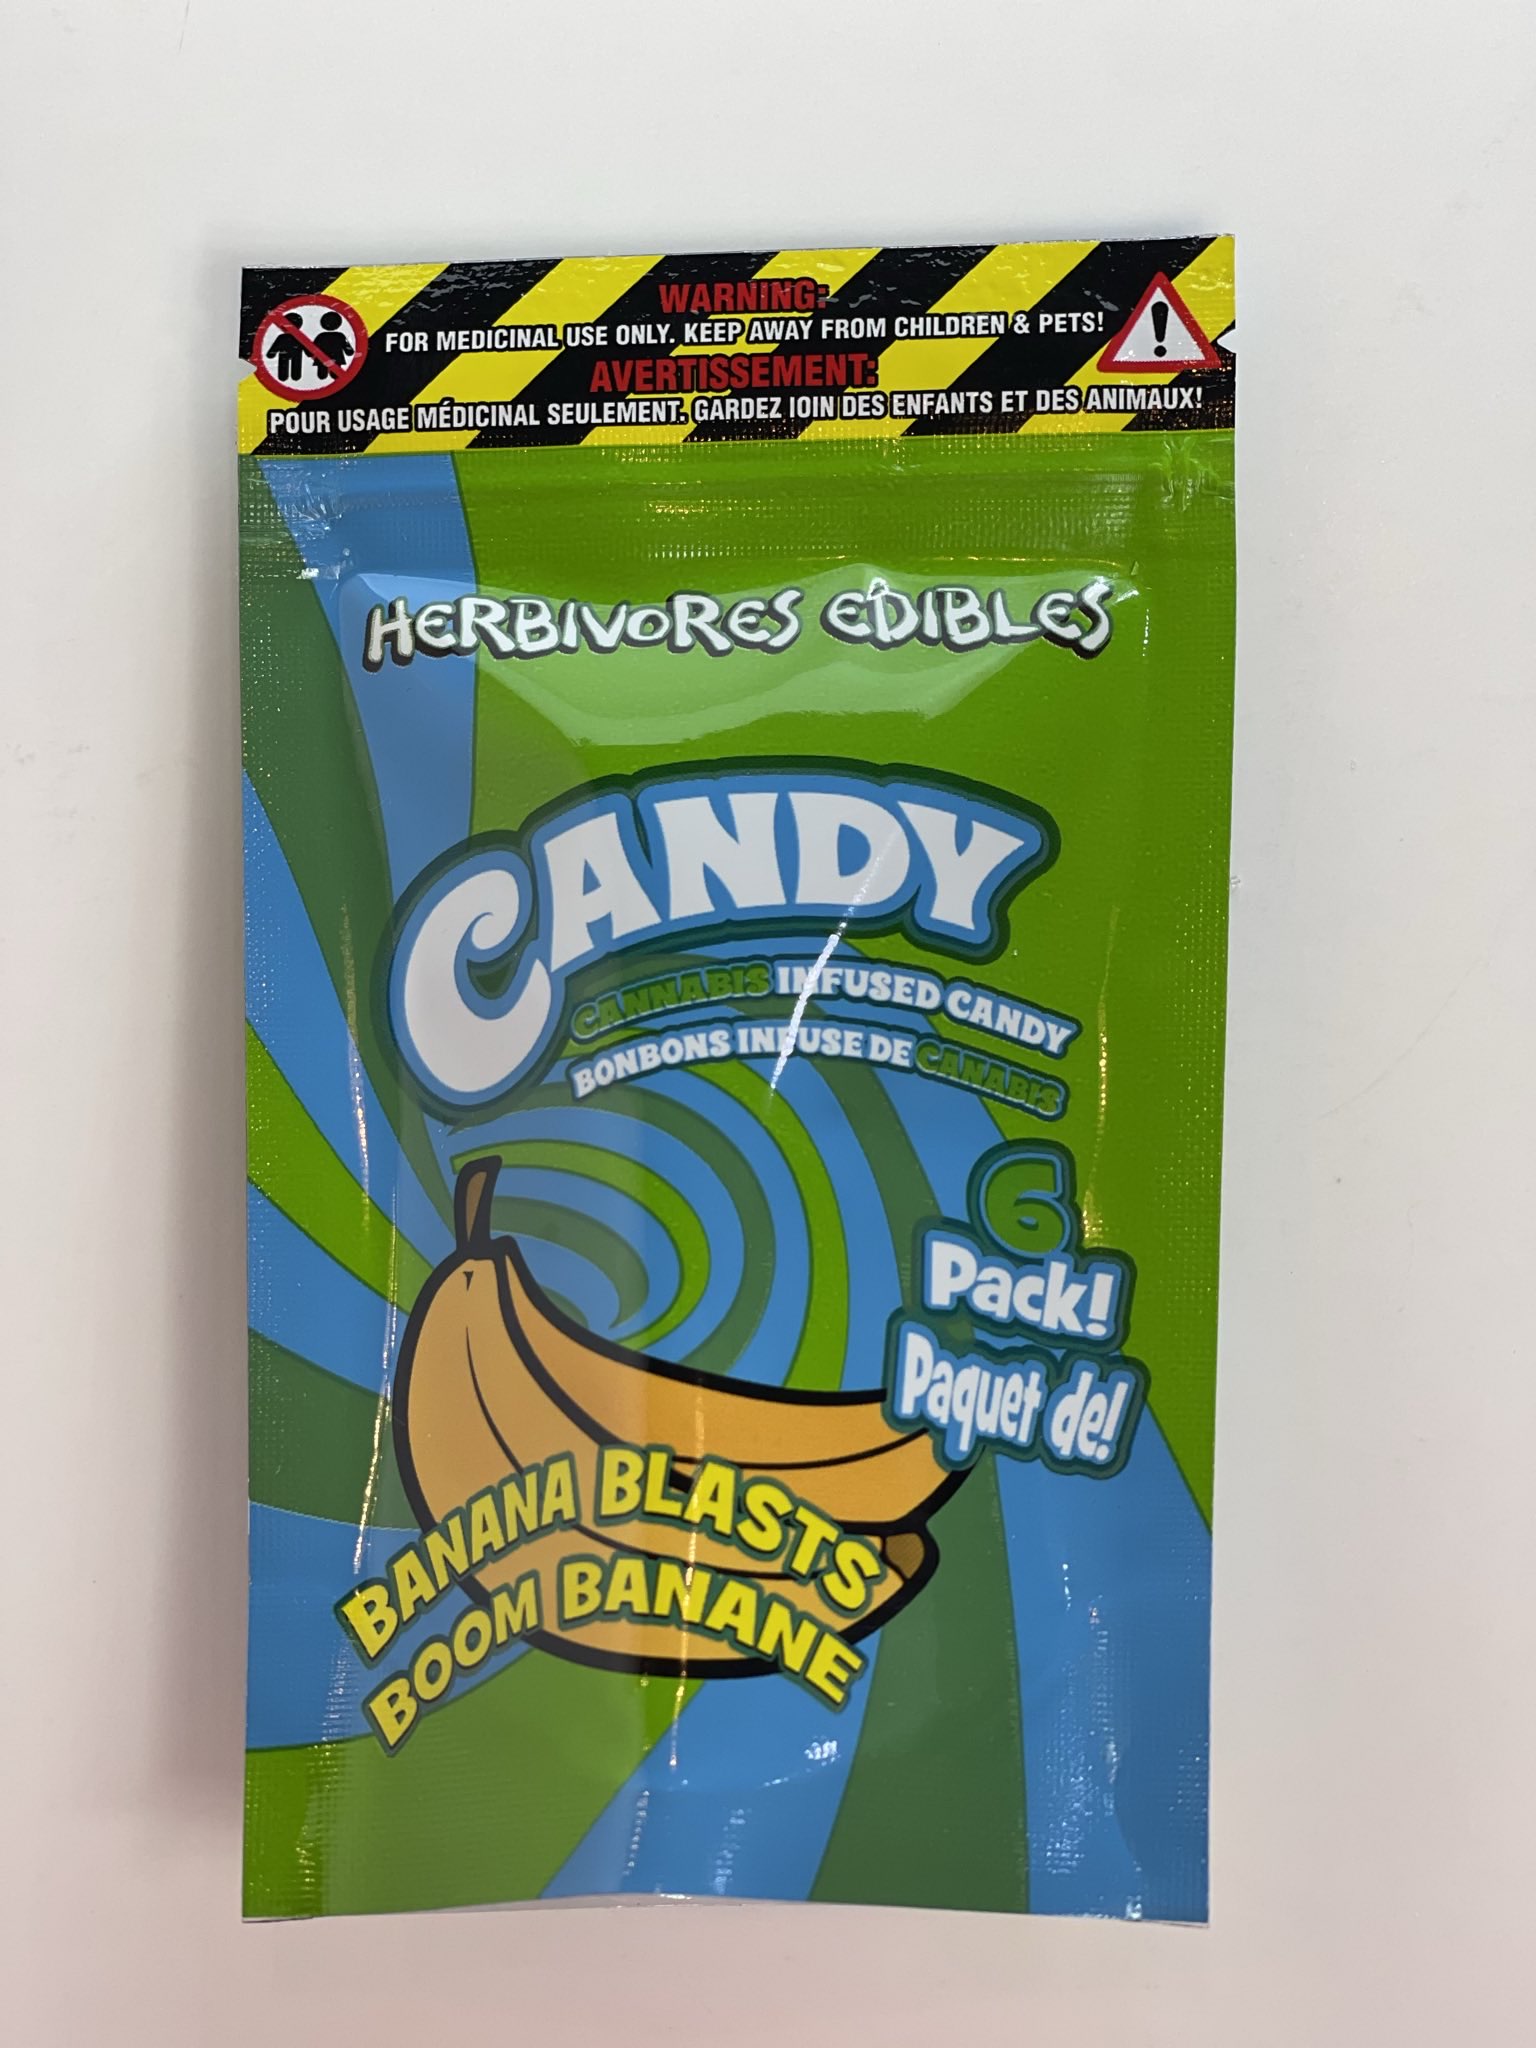 WARNING:
FOR MEDICINAL USE ONLY. KEEP AWAY FROM CHILDREN & PETS!
AVERTISSEMENT:
POUR USAGE MÉDICINAL SEULEMENT. GARDEZ IOIN DES ENFANTS ET DES ANIMAUX!
HERBIVORES EDIBLES
CANDY
CANNABIS INFUSED CANDY
BONBONS INFUSE DE CANABIS
6
Pack!
Paquet de!
BANANA BLASTS
BOOM BANANE